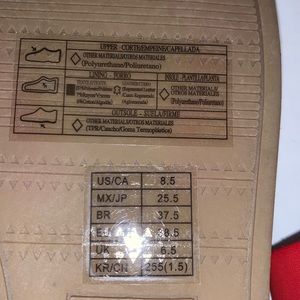 UPPER - CORTE/EMPEINE/CAPELLADA
OTHER MATERIALS/OTROS MATERIALES
(Polyurethane/Poliuretano)
LINING - FORRO
INSOLE - PLANTILLA/PLANTA
OTHER MATERIALS/OTROS MATERIALES
(Polyurethane/Poliuretano)
OUTSOLE - SUELA/FIRME
OTHER MATERIALS/OTROS MATERIALES
(TPR/Caucho/Goma Termoplástico)
US/CA 8.5
MX/JP 25.5
BR 37.5
EU 38.5
UK 6.5
KR/CN 255(1.5)